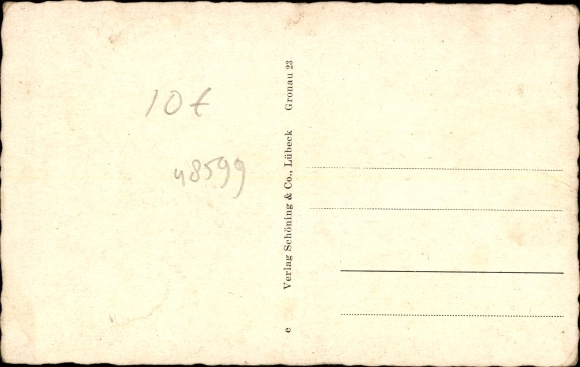 10€
48599
e Verlag Schöning & Co., Lübeck Gronau 23